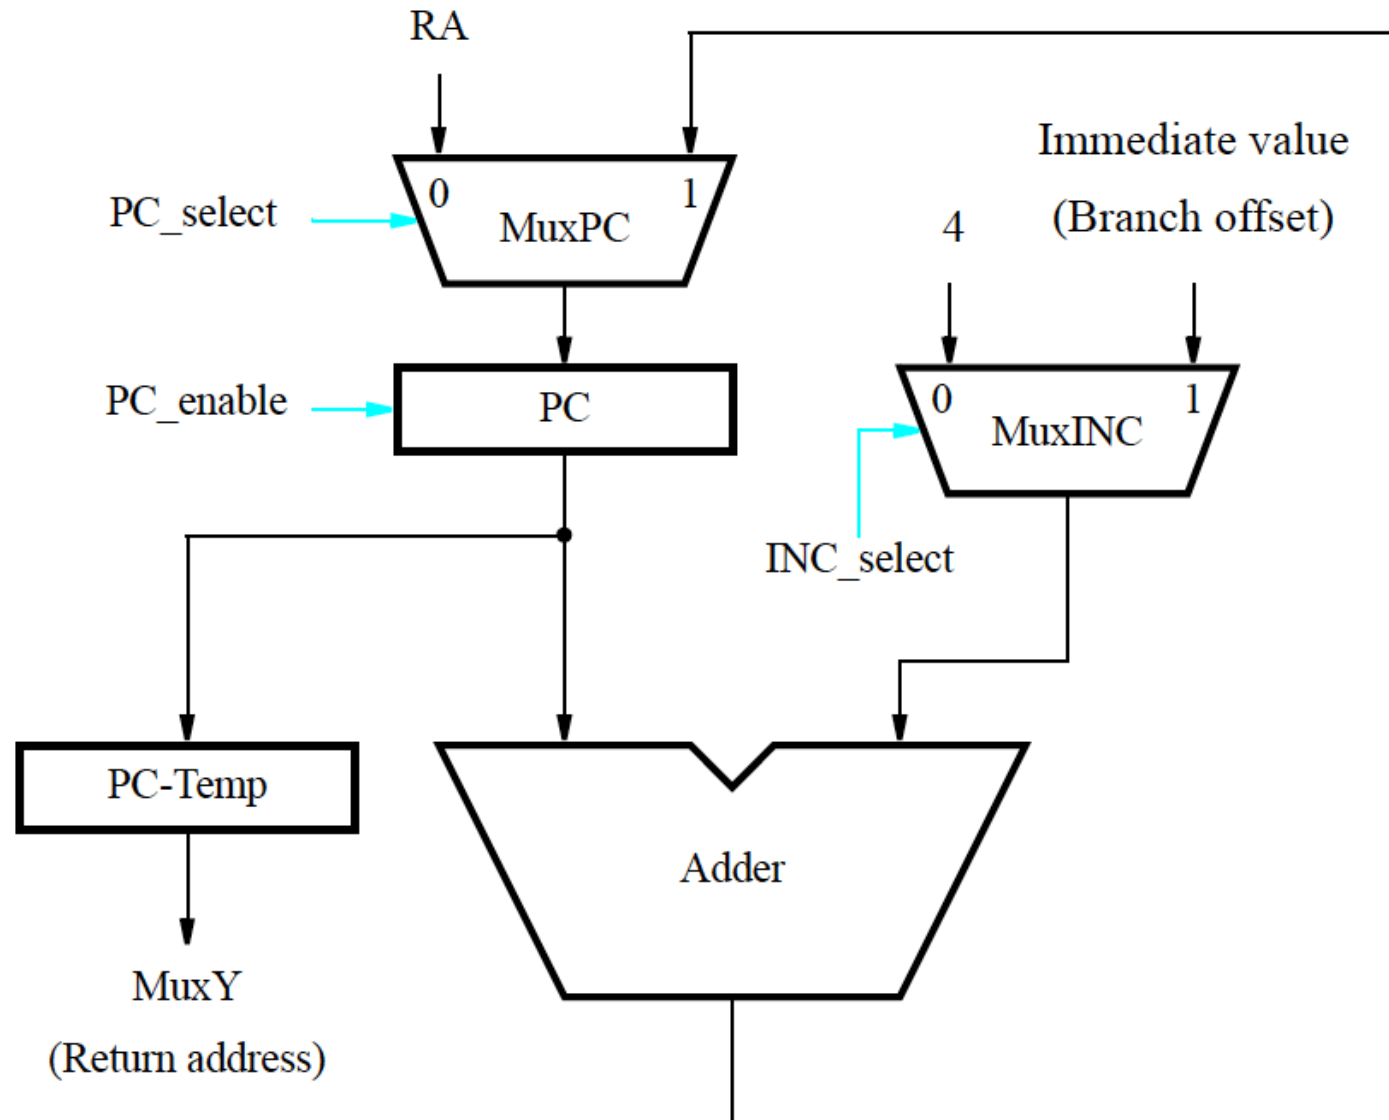 RA
Immediate value
(Branch offset)
4
0
1
PC_select
MuxPC
PC_enable
PC
0
1
MuxINC
INC_select
PC-Temp
Adder
MuxY
(Return address)